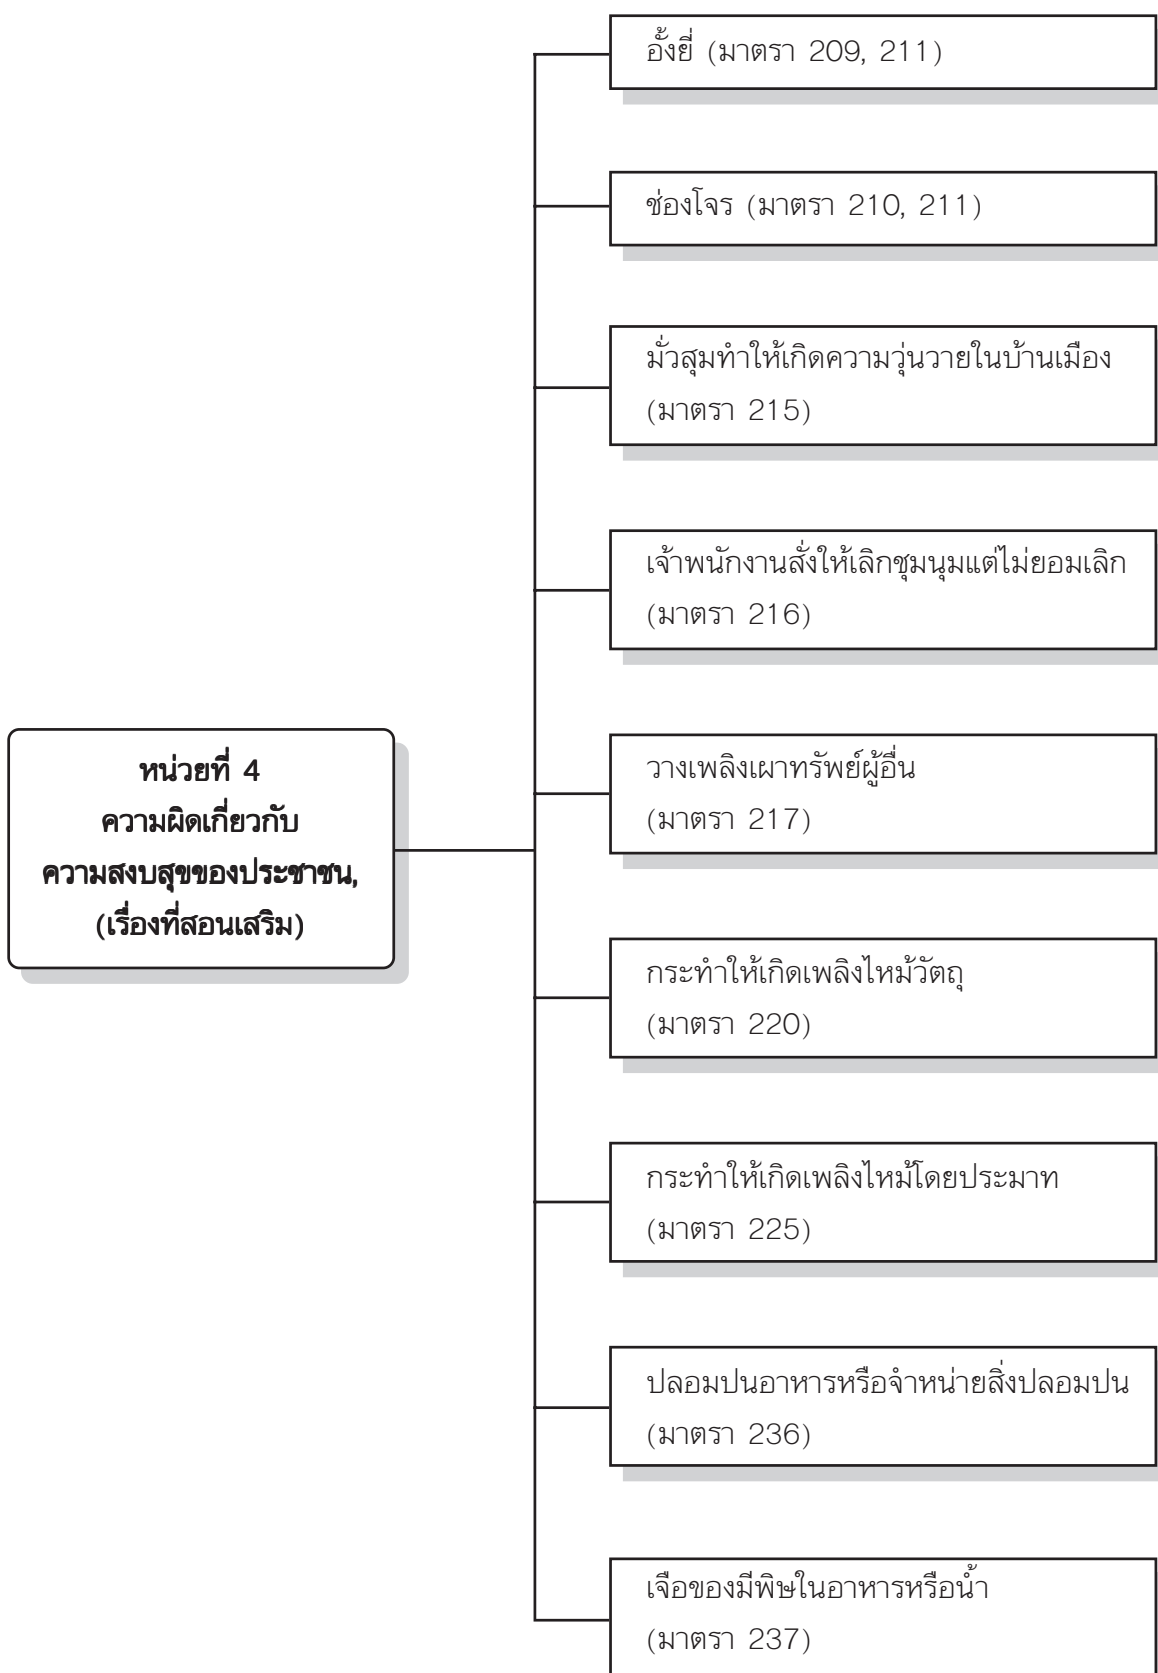 อั้งยี่ (มาตรา 209, 211)
ช่องโจร (มาตรา 210, 211)
มั่วสุมทำให้เกิดความวุ่นวายในบ้านเมือง
(มาตรา 215)
เจ้าพนักงานสั่งให้เลิกชุมนุมแต่ไม่ยอมเลิก
(มาตรา 216)
หน่วยที่ 4
ความผิดเกี่ยวกับ
ความสงบสุขของประชาชน,
(เรื่องที่สอนเสริม)
วางเพลิงเผาทรัพย์ผู้อื่น
(มาตรา 217)
กระทำให้เกิดเพลิงไหม้วัตถุ
(มาตรา 220)
กระทำให้เกิดเพลิงไหม้โดยประมาท
(มาตรา 225)
ปลอมปนอาหารหรือจำหน่ายสิ่งปลอมปน
(มาตรา 236)
เจือของมีพิษในอาหารหรือน้ำ
(มาตรา 237)